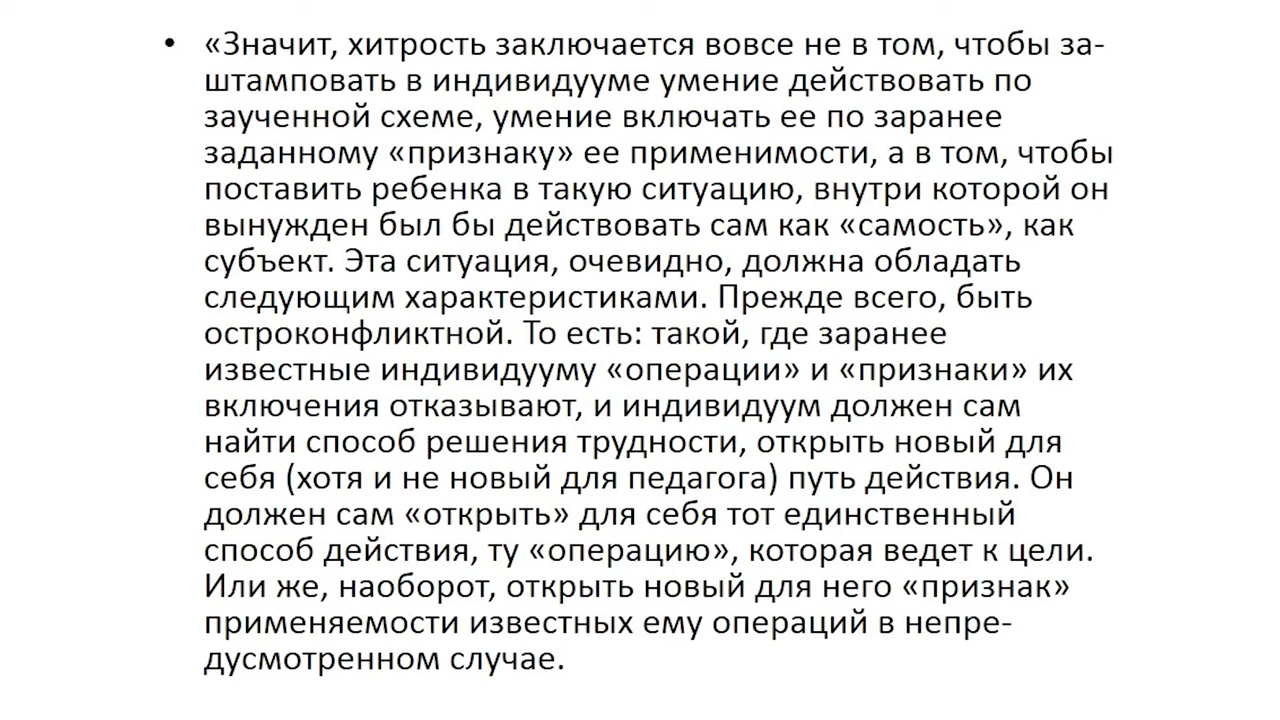 • «Значит, хитрость заключается вовсе не в том, чтобы за-
штамповать в индивидууме умение действовать по
заученной схеме, умение включать ее по заранее
заданному «признаку» ее применимости, а в том, чтобы
поставить ребенка в такую ситуацию, внутри которой он
вынужден был бы действовать сам как «самость», как
субъект. Эта ситуация, очевидно, должна обладать
следующим характеристиками. Прежде всего, быть
остроконфликтной. То есть: такой, где заранее
известные индивидууму «операции» и «признаки» их
включения отказывают, и индивидуум должен сам
найти способ решения трудности, открыть новый для
себя (хотя и не новый для педагога) путь действия. Он
должен сам «открыть» для себя тот единственный
способ действия, ту «операцию», которая ведет к цели.
Или же, наоборот, открыть новый для него «признак»
применяемости известных ему операций в непре-
дусмотренном случае.